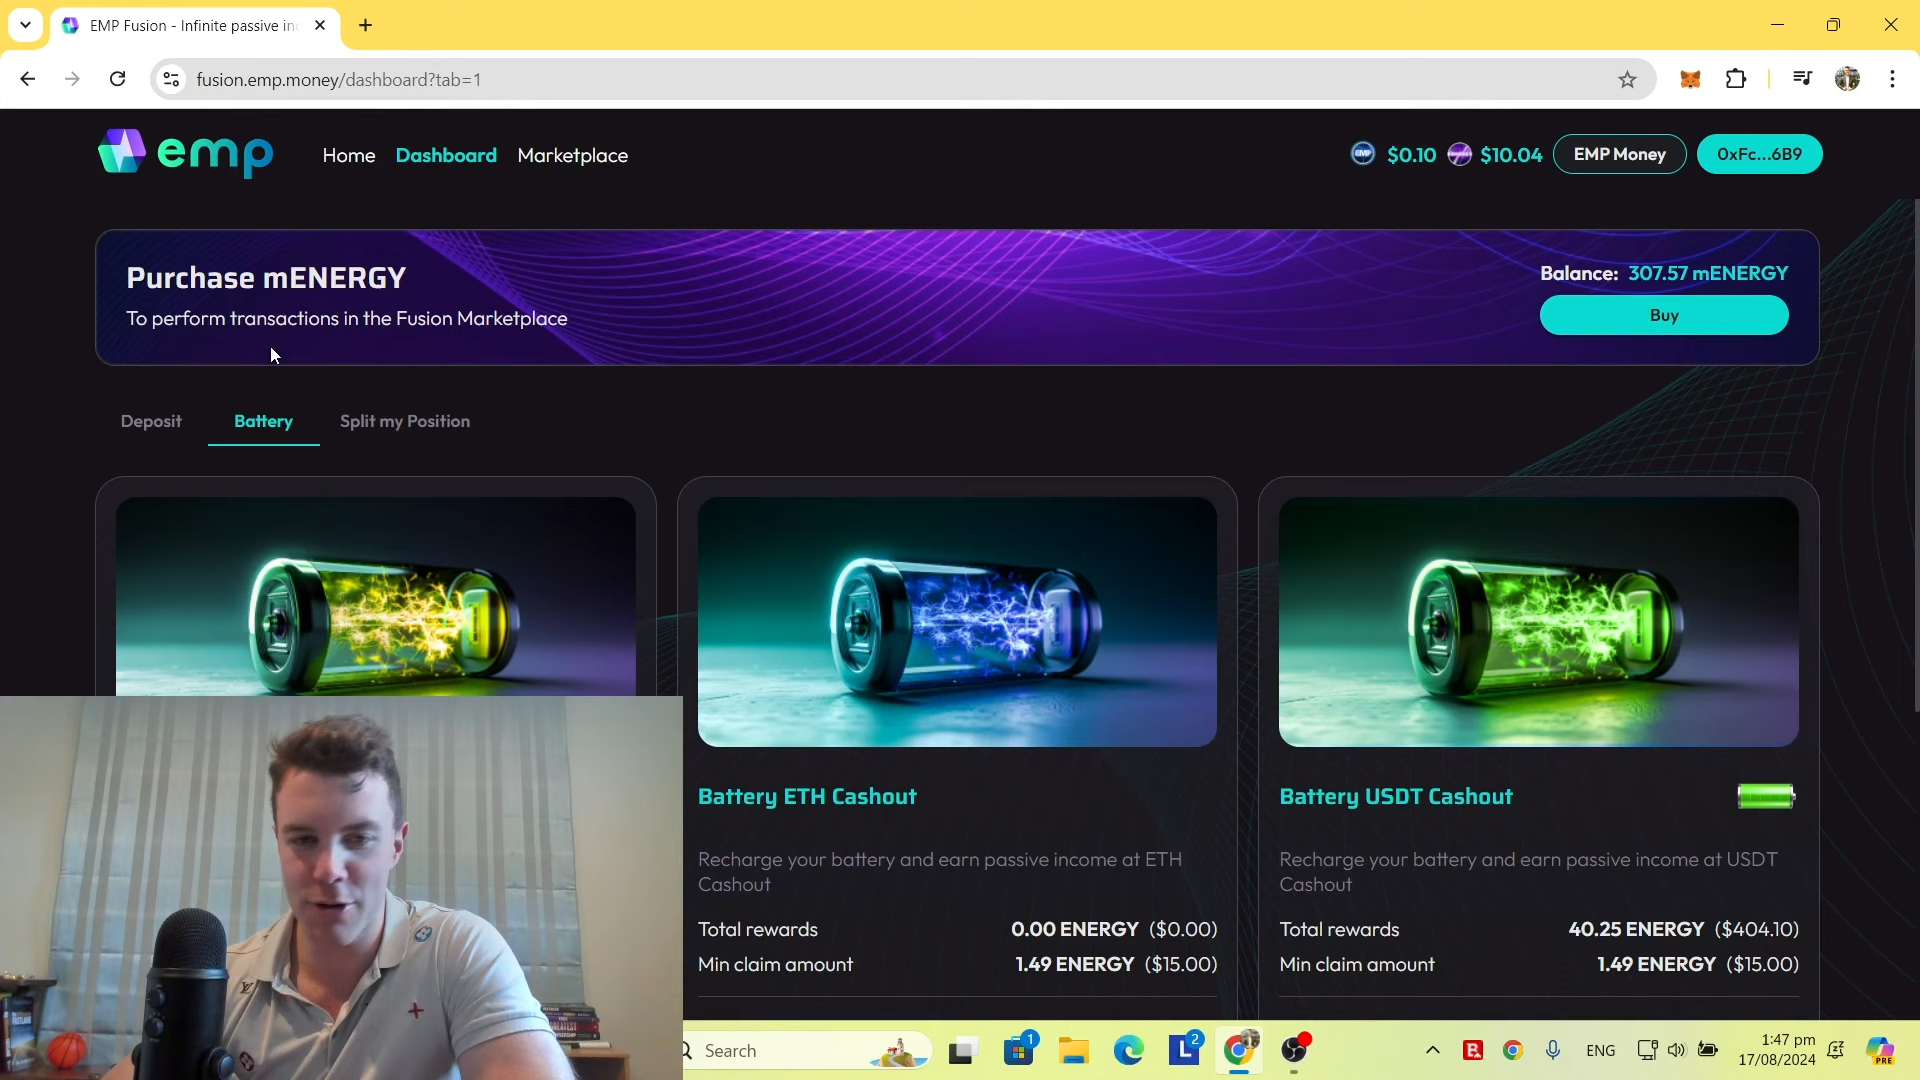 EMP Fusion - Infinite passive in
fusion.emp.money/dashboard?tab=1
emp
Home
Dashboard
Marketplace
EMP
$0.10
$10.04
EMP Money
0xFc...6B9
Purchase mENERGY
To perform transactions in the Fusion Marketplace
Balance: 307.57 mENERGY
Buy
Deposit
Battery
Split my Position
Battery ETH Cashout
Recharge your battery and earn passive income at ETH
Cashout
Total rewards 0.00 ENERGY ($0.00)
Min claim amount 1.49 ENERGY ($15.00)
Battery USDT Cashout
Recharge your battery and earn passive income at USDT
Cashout
Total rewards 40.25 ENERGY ($404.10)
Min claim amount 1.49 ENERGY ($15.00)
Search
1
L
2
ENG
1:47 pm
17/08/2024
PRE